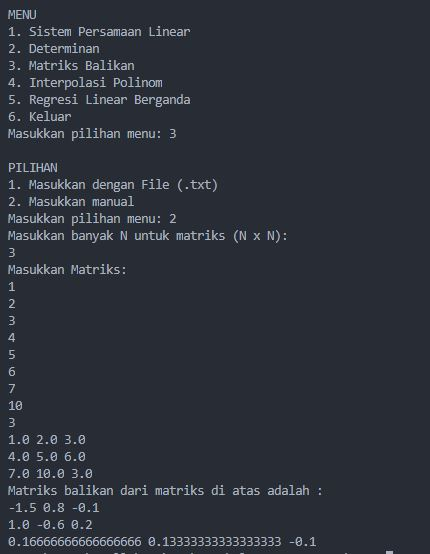 MENU
1. Sistem Persamaan Linear
2. Determinan
3. Matriks Balikan
4. Interpolasi Polinom
5. Regresi Linear Berganda
6. Keluar
Masukkan pilihan menu: 3
PILIHAN
1. Masukkan dengan File (.txt)
2. Masukkan manual
Masukkan pilihan menu: 2
Masukkan banyak N untuk matriks (N x N):
3
Masukkan Matriks:
1
2
3
4
5
6
7
10
3
1.0 2.0 3.0
4.0 5.0 6.0
7.0 10.0 3.0
Matriks balikan dari matriks di atas adalah :
-1.5 0.8 -0.1
1.0 -0.6 0.2
0.16666666666666666 0.13333333333333333 -0.1